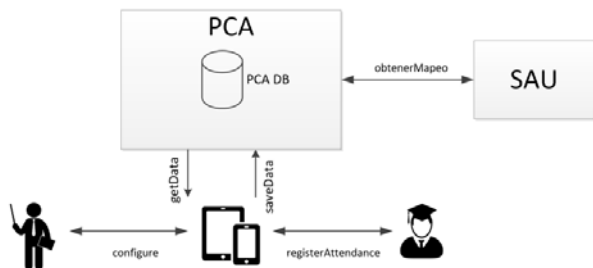 PCA
PCA DB
obtenerMapeo
SAU
getData
saveData
configure
registerAttendance